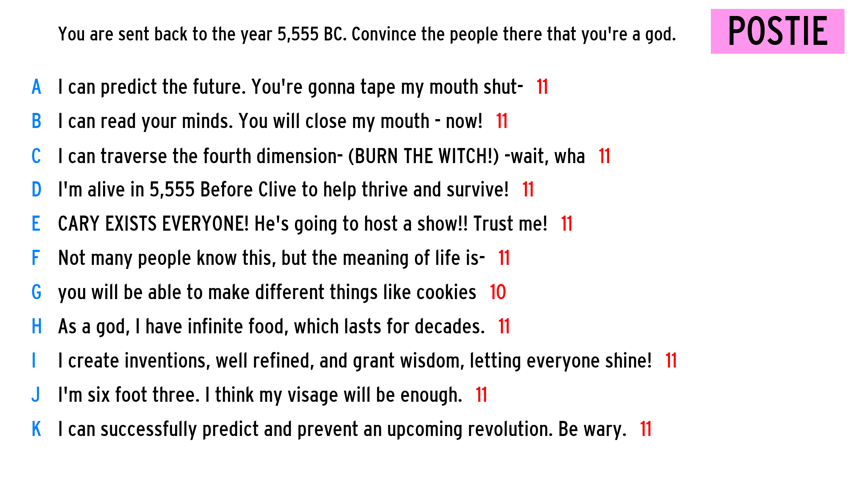 You are sent back to the year 5,555 BC. Convince the people there that you're a god.
POSTIE
A I can predict the future. You're gonna tape my mouth shut- 11
B I can read your minds. You will close my mouth - now! 11
C I can traverse the fourth dimension- (BURN THE WITCH!) -wait, wha 11
D I'm alive in 5,555 Before Clive to help thrive and survive! 11
E CARY EXISTS EVERYONE! He's going to host a show!! Trust me! 11
F Not many people know this, but the meaning of life is- 11
G you will be able to make different things like cookies 10
H As a god, I have infinite food, which lasts for decades. 11
I I create inventions, well refined, and grant wisdom, letting everyone shine! 11
J I'm six foot three. I think my visage will be enough. 11
K I can successfully predict and prevent an upcoming revolution. Be wary. 11